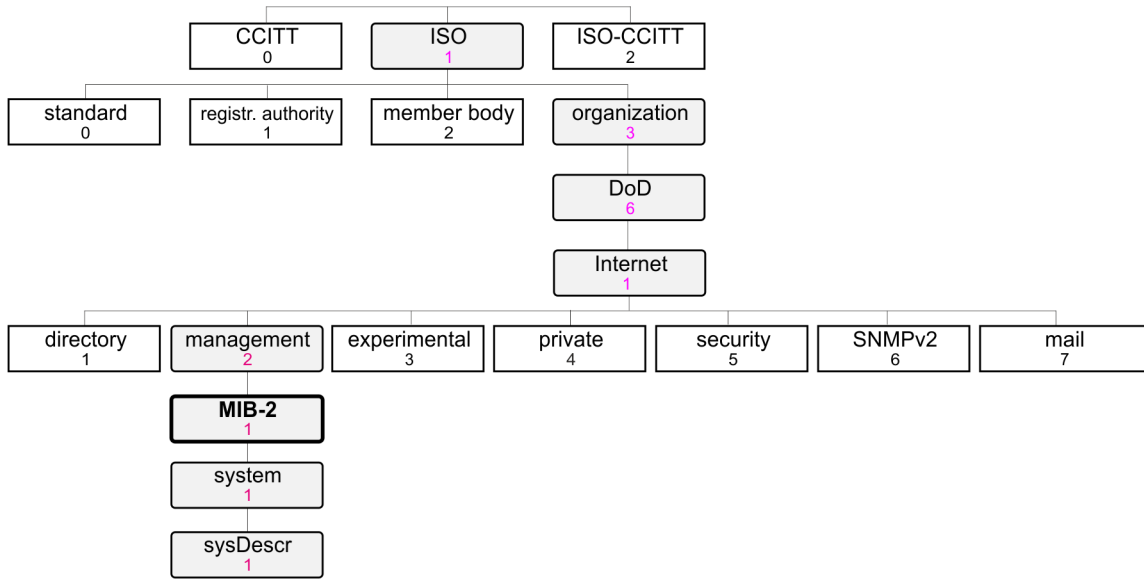 CCITT
0
ISO
1
ISO-CCITT
2
standard
0
registr. authority
1
member body
2
organization
3
DoD
6
Internet
1
directory
1
management
2
experimental
3
private
4
security
5
SNMPv2
6
mail
7
MIB-2
1
system
1
sysDescr
1